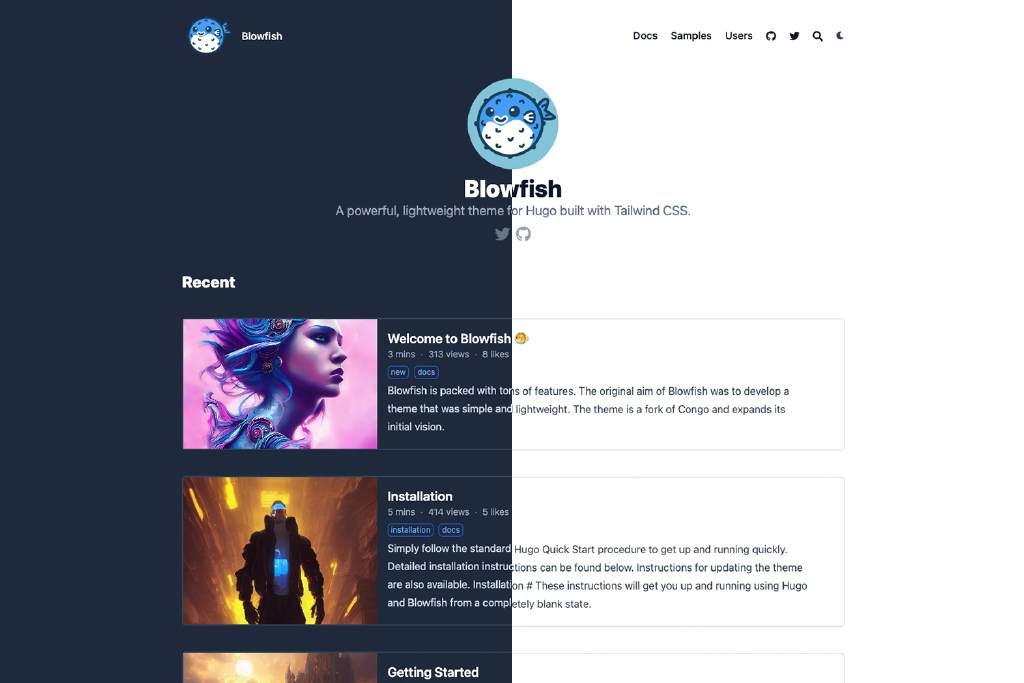 Blowfish
Docs Samples Users
Blowfish
A powerful, lightweight theme for Hugo built with Tailwind CSS.
Recent
Welcome to Blowfish
3 mins · 313 views · 8 likes
new docs
Blowfish is packed with tons of features. The original aim of Blowfish was to develop a
theme that was simple and lightweight. The theme is a fork of Congo and expands its
initial vision.
Installation
5 mins · 414 views · 5 likes
installation docs
Simply follow the standard Hugo Quick Start procedure to get up and running quickly.
Detailed installation instructions can be found below. Instructions for updating the theme
are also available. Installation # These instructions will get you up and running using Hugo
and Blowfish from a completely blank state.
Getting Started